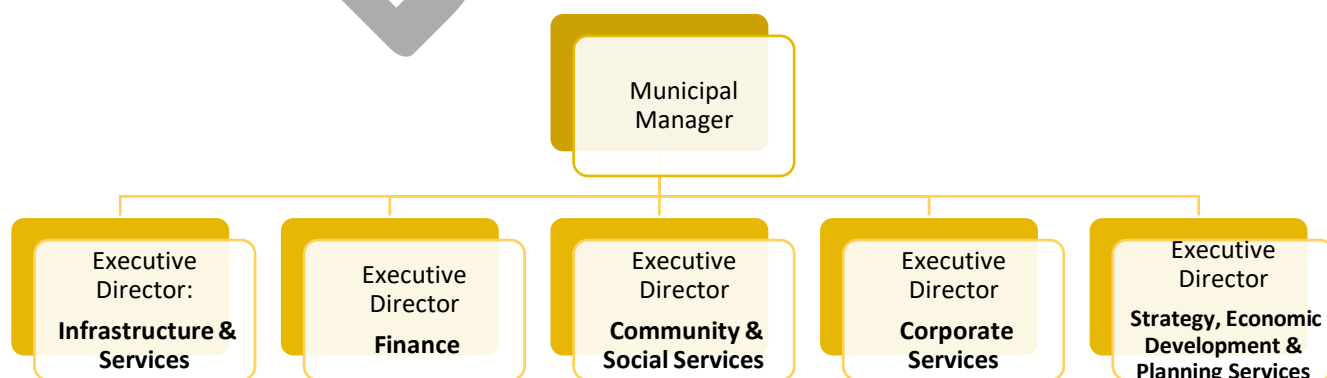 Municipal
Manager
Executive
Director:
Infrastructure &
Services
Executive
Director
Finance
Executive
Director
Community &
Social Services
Executive
Director
Corporate
Services
Executive
Director
Strategy, Economic
Development &
Planning Services